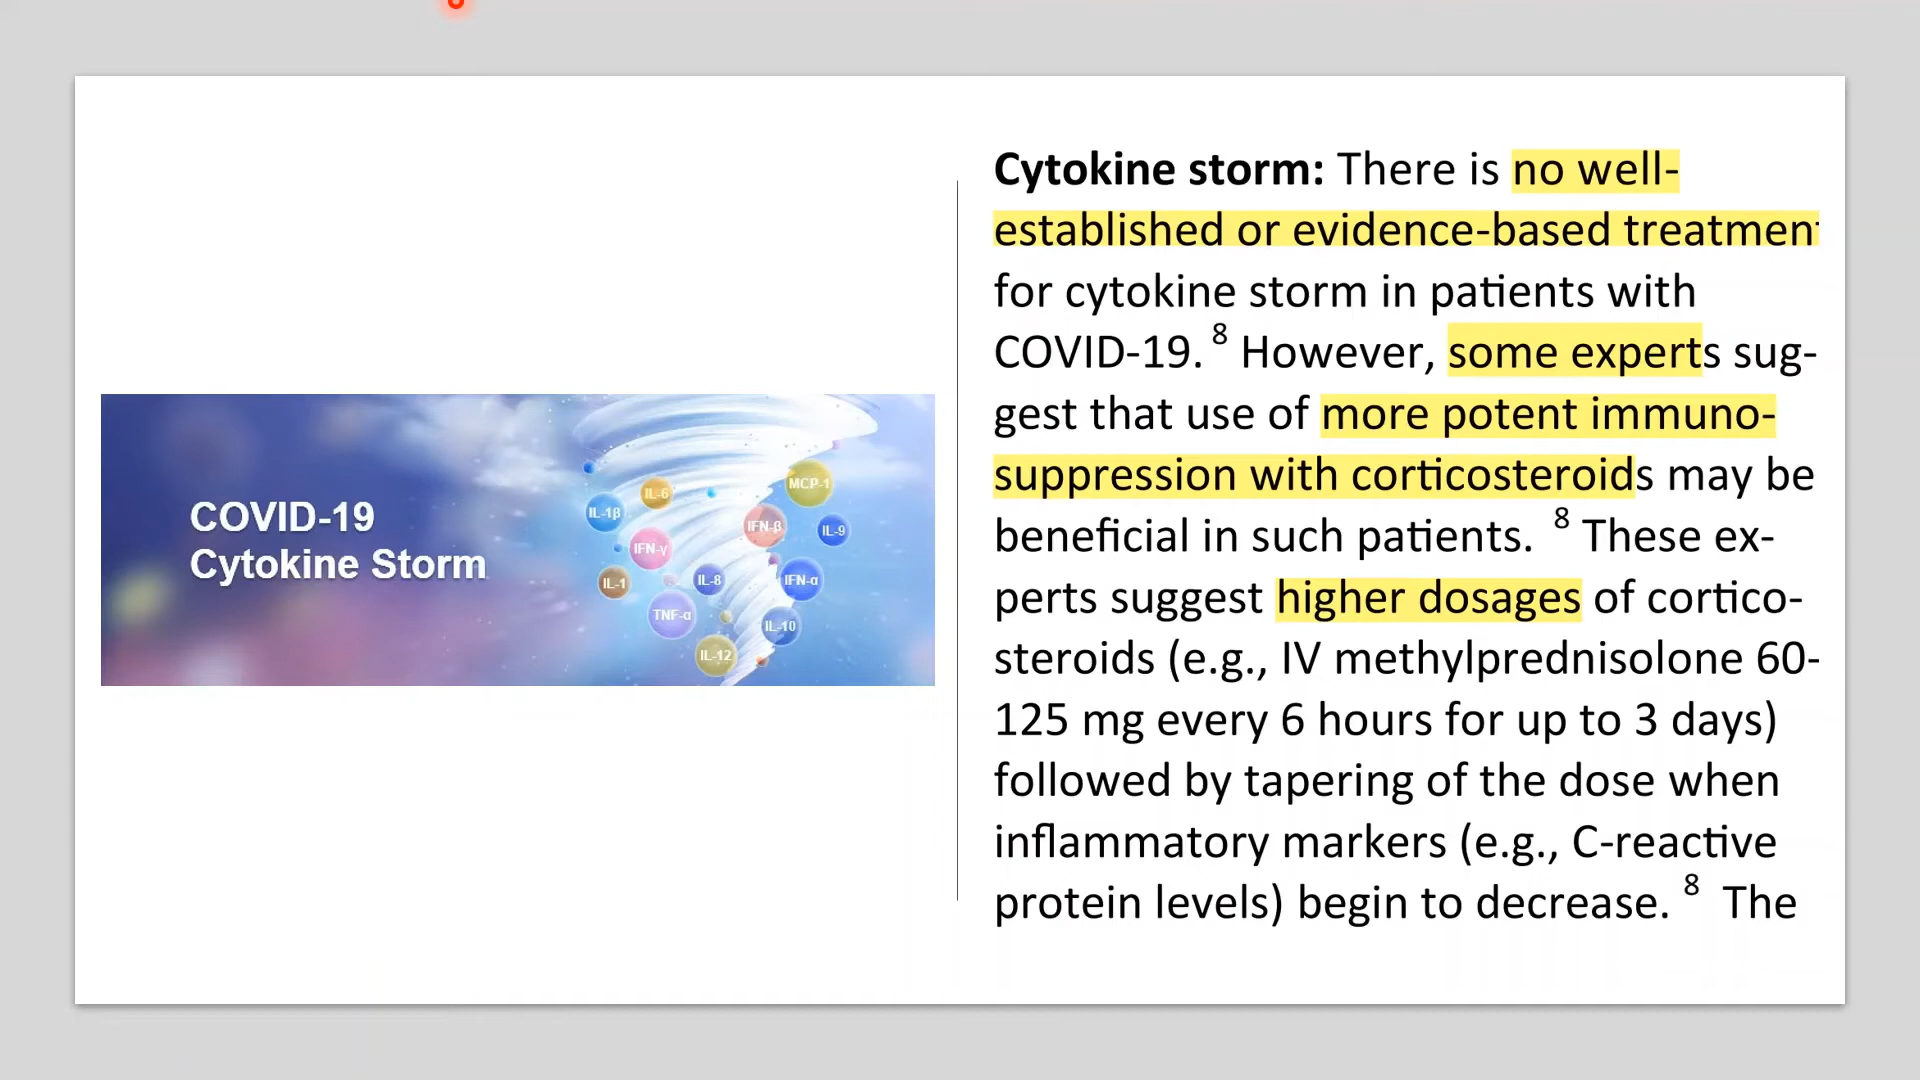 COVID-19
Cytokine Storm
IL-6
MCP-1
IL-1β
IFN-β
IL-9
IFN-γ
IL-1
IL-8
IFN-α
TNF-α
IL-10
IL-12
Cytokine storm: There is no well-
established or evidence-based treatment
for cytokine storm in patients with
COVID-19. 8 However, some experts sug-
gest that use of more potent immuno-
suppression with corticosteroids may be
beneficial in such patients. 8 These ex-
perts suggest higher dosages of cortico-
steroids (e.g., IV methylprednisolone 60-
125 mg every 6 hours for up to 3 days)
followed by tapering of the dose when
inflammatory markers (e.g., C-reactive
protein levels) begin to decrease. 8 The